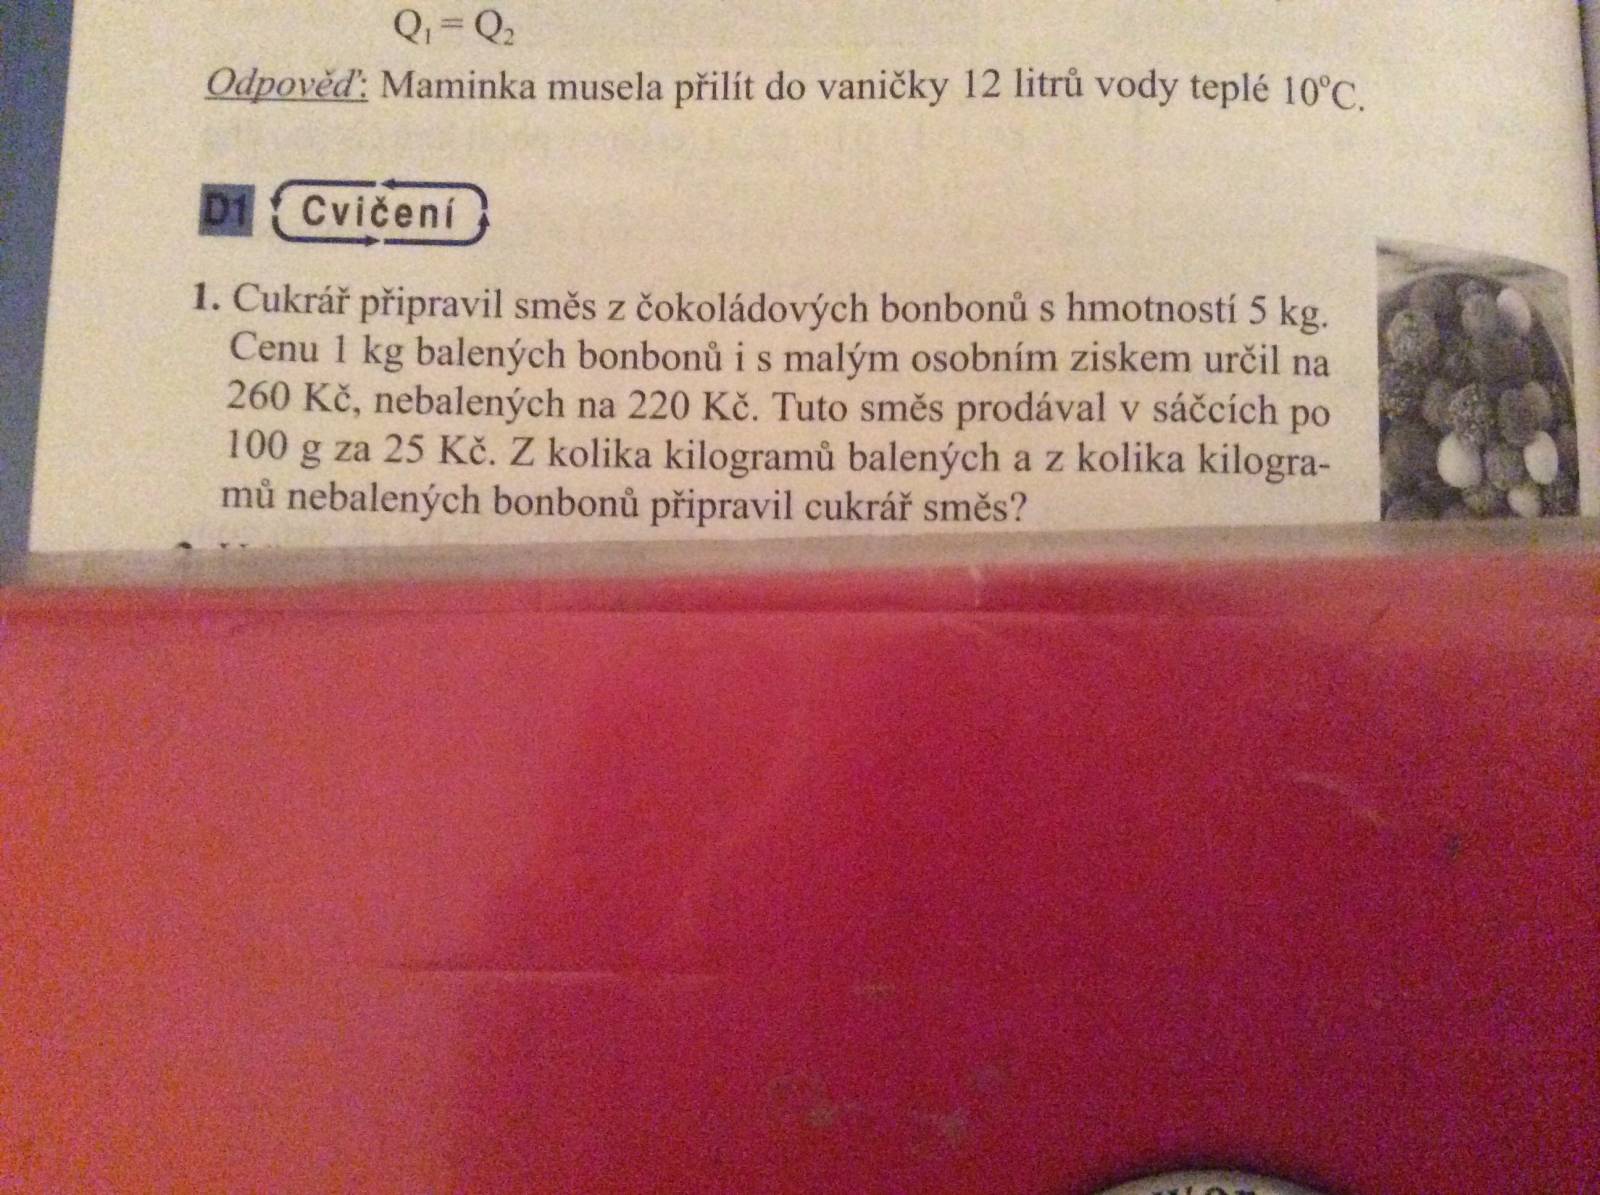 Q₁ = Q₂
Odpověď: Maminka musela přilít do vaničky 12 litrů vody teplé 10°C.
D1 Cvičení
1. Cukrář připravil směs z čokoládových bonbonů s hmotností 5 kg.
Cenu 1 kg balených bonbonů i s malým osobním ziskem určil na
260 Kč, nebalených na 220 Kč. Tuto směs prodával v sáčcích po
100 g za 25 Kč. Z kolika kilogramů balených a z kolika kilogra-
mů nebalených bonbonů připravil cukrář směs?